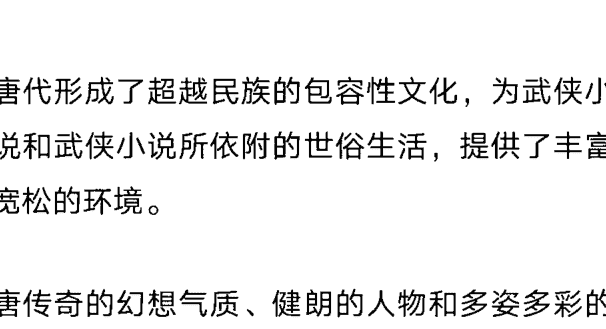 唐代形成了超越民族的包容性文化，为武侠小
说和武侠小说所依附的世俗生活，提供了丰富
宽松的环境。
唐传奇的幻想气质、健朗的人物和多姿多彩的